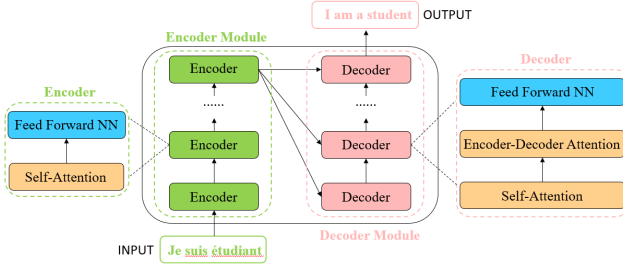 I am a student OUTPUT
Encoder Module
Encoder
Feed Forward NN
Self-Attention
Encoder
......
Encoder
Encoder
Decoder
......
Decoder
Decoder
Decoder Module
Decoder
Feed Forward NN
Encoder-Decoder Attention
Self-Attention
INPUT Je suis étudiant